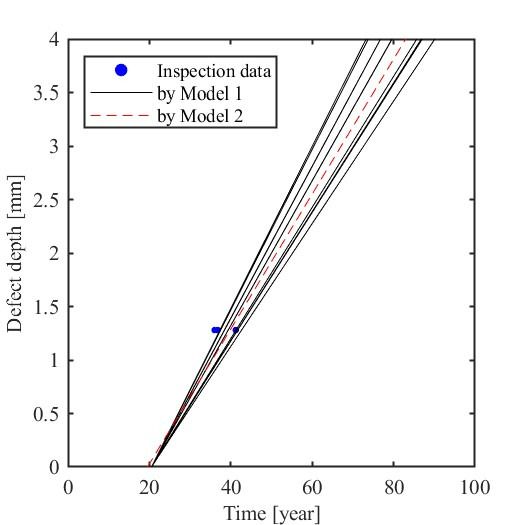 4
3.5
3
2.5
2
1.5
1
0.5
0
Defect depth [mm]
Inspection data
by Model 1
by Model 2
0 20 40 60 80 100
Time [year]